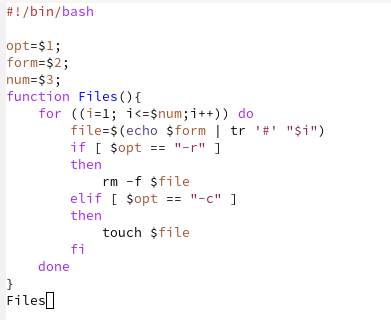 #!/bin/bash

opt=$1;
form=$2;
num=$3;
function Files(){
    for ((i=1; i<=$num;i++)) do
        file=$(echo $form | tr '#' "$i")
        if [ $opt == "-r" ]
        then
            rm -f $file
        elif [ $opt == "-c" ]
        then
            touch $file
        fi
    done
}
Files